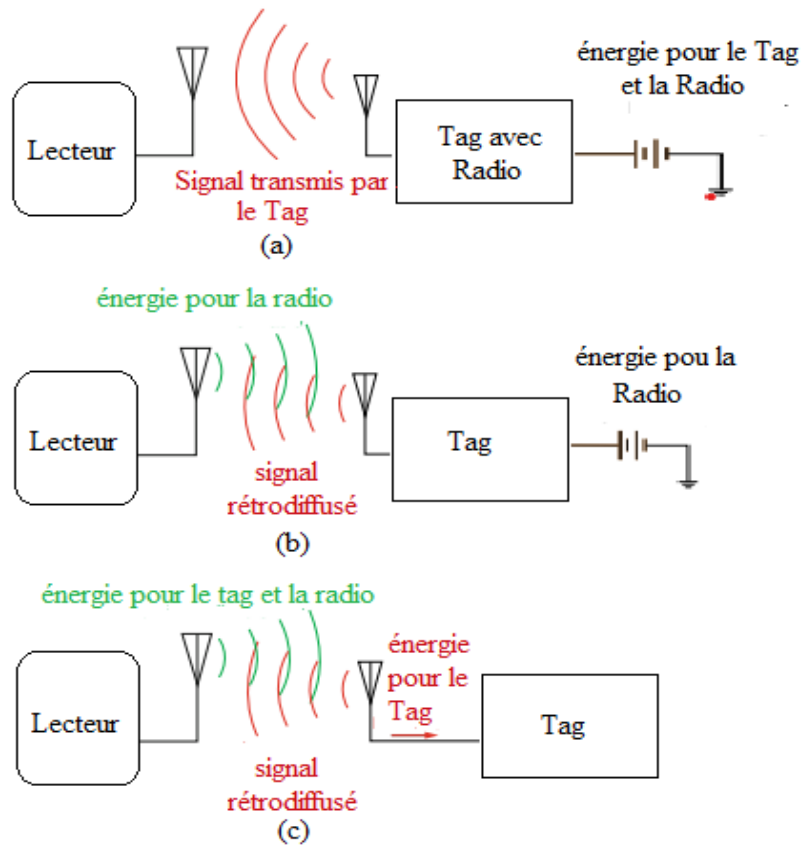 énergie pour le Tag
et la Radio
Lecteur
Tag avec
Radio
Signal transmis par
le Tag
(a)
énergie pour la radio
énergie pou la
Radio
Lecteur
Tag
signal
rétrodiffusé
(b)
énergie pour le tag et la radio
énergie
pour le
Tag
Lecteur
Tag
signal
rétrodiffusé
(c)